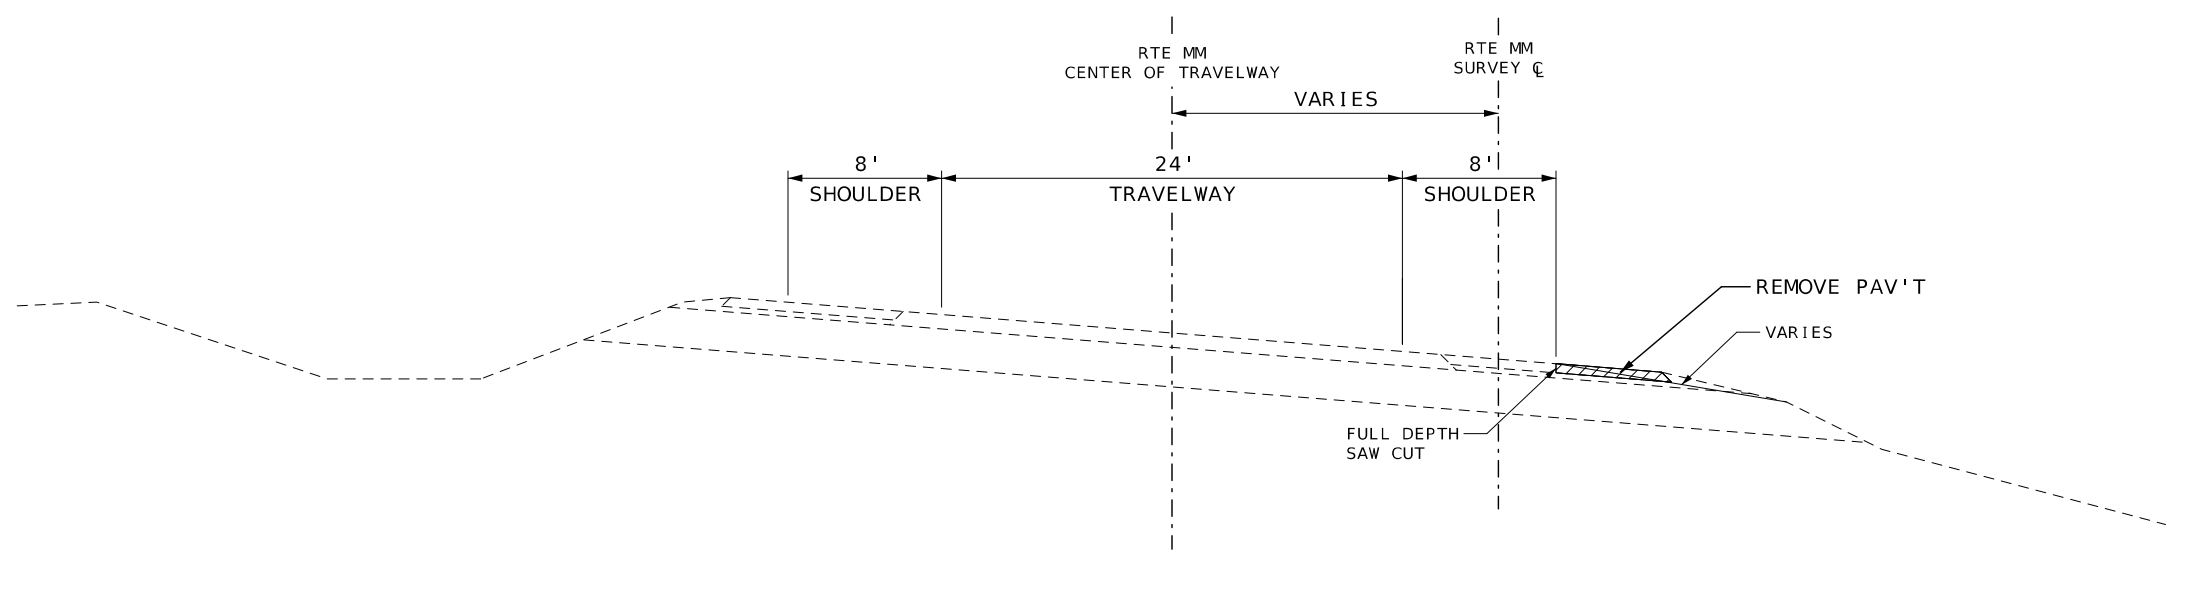 RTE MM
CENTER OF TRAVELWAY
RTE MM
SURVEY ℄
VARIES
8'
SHOULDER
24'
TRAVELWAY
8'
SHOULDER
REMOVE PAV'T
VARIES
FULL DEPTH
SAW CUT